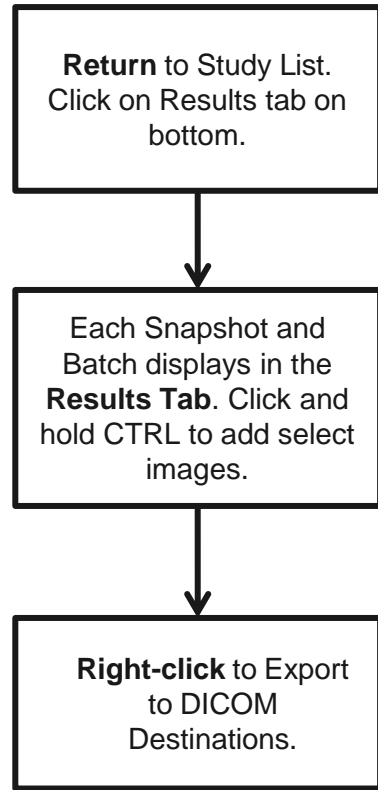 Return to Study List.
Click on Results tab on
bottom.
Each Snapshot and
Batch displays in the
Results Tab. Click and
hold CTRL to add select
images.
Right-click to Export
to DICOM
Destinations.